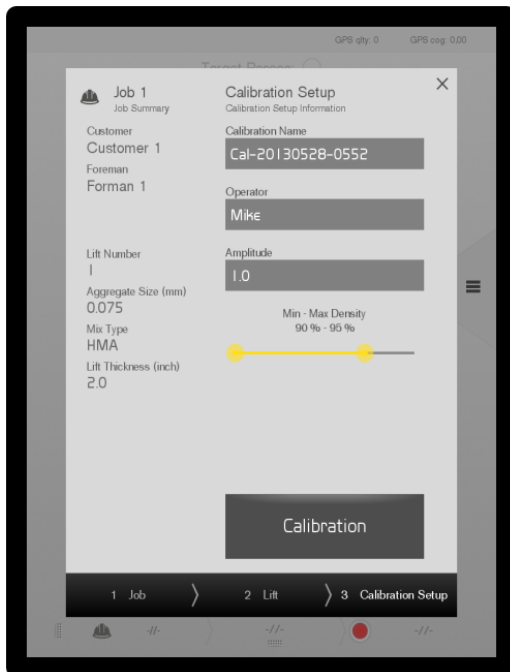 GPS qlty: 0 GPS cog: 0,00
Job 1
Job Summary
Customer
Customer 1
Foreman
Forman 1
Lift Number
1
Aggregate Size (mm)
0.075
Mix Type
HMA
Lift Thickness (inch)
2.0
Calibration Setup
Calibration Setup Information
Calibration Name
Cal-20130528-0552
Operator
Mike
Amplitude
1.0
Min - Max Density
90 % - 95 %
Calibration
1 Job 2 Lift 3 Calibration Setup
-//- -//- -//-